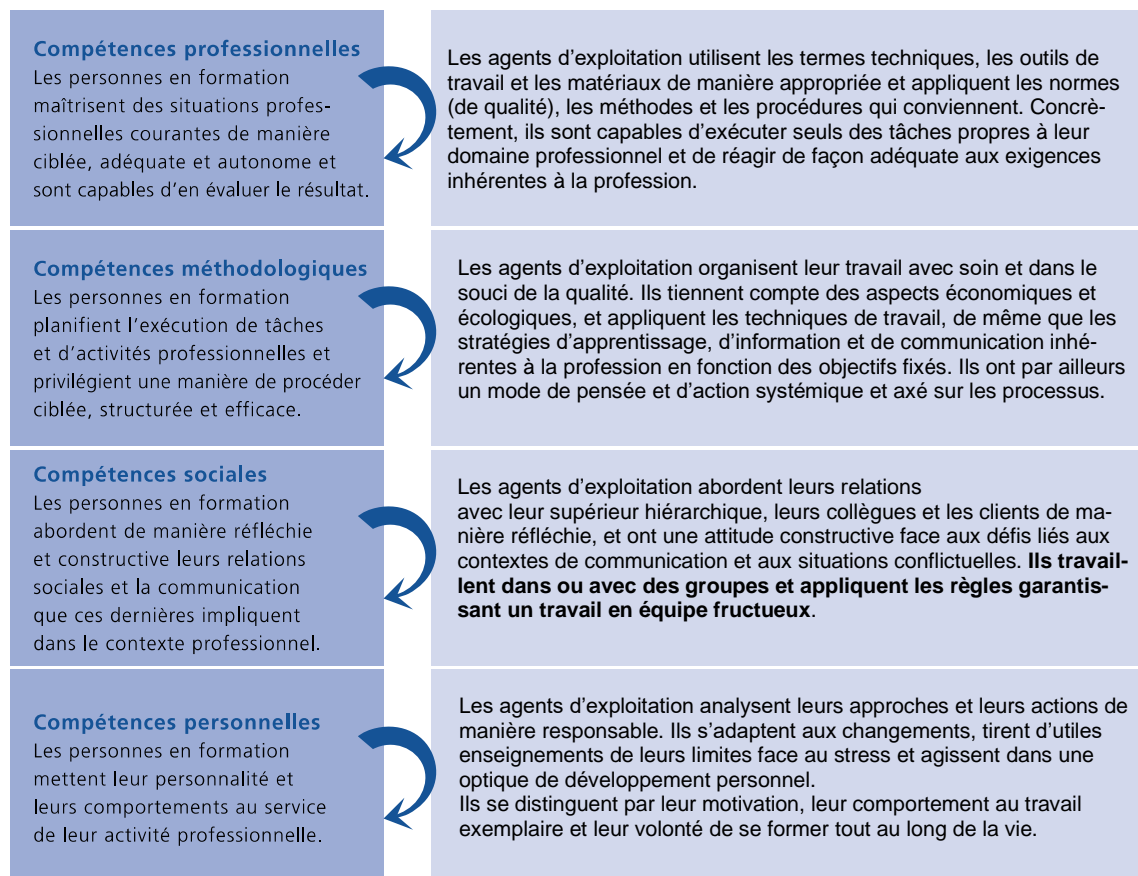 Compétences professionnelles
Les personnes en formation
maîtrisent des situations profes-
sionnelles courantes de manière
ciblée, adéquate et autonome et
sont capables d'en évaluer le résultat.
Les agents d'exploitation utilisent les termes techniques, les outils de
travail et les matériaux de manière appropriée et appliquent les normes
(de qualité), les méthodes et les procédures qui conviennent. Concrè-
tement, ils sont capables d'exécuter seuls des tâches propres à leur
domaine professionnel et de réagir de façon adéquate aux exigences
inhérentes à la profession.
Compétences méthodologiques
Les personnes en formation
planifient l'exécution de tâches
et d'activités professionnelles et
privilégient une manière de procéder
ciblée, structurée et efficace.
Les agents d'exploitation organisent leur travail avec soin et dans le
souci de la qualité. Ils tiennent compte des aspects économiques et
écologiques, et appliquent les techniques de travail, de même que les
stratégies d'apprentissage, d'information et de communication inhé-
rentes à la profession en fonction des objectifs fixés. Ils ont par ailleurs
un mode de pensée et d'action systémique et axé sur les processus.
Compétences sociales
Les personnes en formation
abordent de manière réfléchie
et constructive leurs relations
sociales et la communication
que ces dernières impliquent
dans le contexte professionnel.
Les agents d'exploitation abordent leurs relations
avec leur supérieur hiérarchique, leurs collègues et les clients de ma-
nière réfléchie, et ont une attitude constructive face aux défis liés aux
contextes de communication et aux situations conflictuelles. Ils travail-
lent dans ou avec des groupes et appliquent les règles garantis-
sant un travail en équipe fructueux.
Compétences personnelles
Les personnes en formation
mettent leur personnalité et
leurs comportements au service
de leur activité professionnelle.
Les agents d'exploitation analysent leurs approches et leurs actions de
manière responsable. Ils s'adaptent aux changements, tirent d'utiles
enseignements de leurs limites face au stress et agissent dans une
optique de développement personnel.
Ils se distinguent par leur motivation, leur comportement au travail
exemplaire et leur volonté de se former tout au long de la vie.